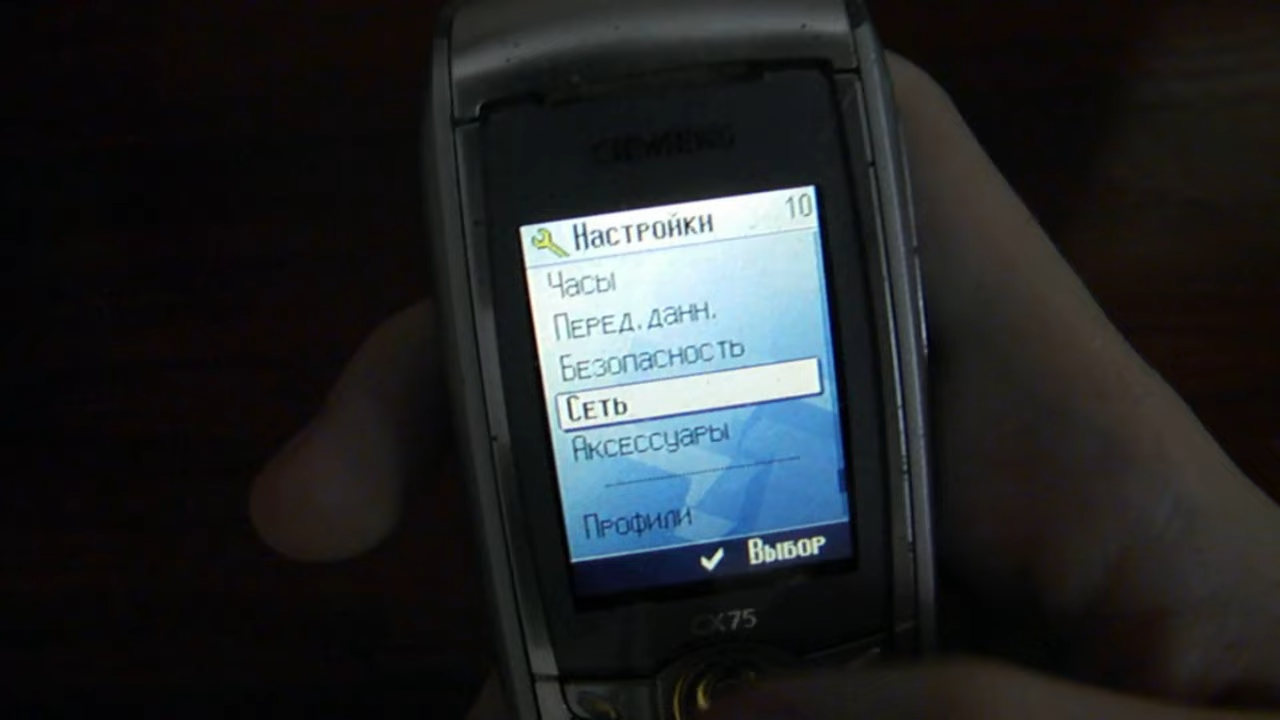 SIEMENS
Настройки 10
Часы
Перед.данн.
Безопасность
Сеть
Аксессуары
Профили
Выбор
CX75